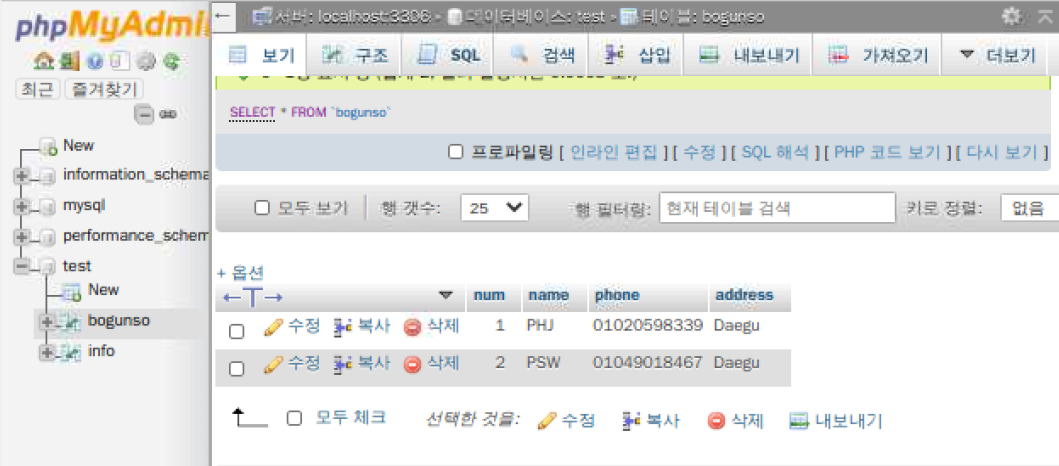 phpMyAdmi
최근 즐겨찾기
New
information_schema
mysql
performance_schem
test
New
bogunso
info
← 서버: localhost:3306 » 데이터베이스: test » 테이블: bogunso
보기 구조 SQL 검색 삽입 내보내기 가져오기 더보기
SELECT * FROM `bogunso`
프로파일링 [ 인라인 편집 ] [ 수정 ] [ SQL 해석 ] [ PHP 코드 보기 ] [ 다시 보기 ]
모두 보기 행 갯수: 25 행 필터링: 현재 테이블 검색 키로 정렬: 없음
+ 옵션
←T→ num name phone address
수정 복사 삭제 1 PHJ 01020598339 Daegu
수정 복사 삭제 2 PSW 01049018467 Daegu
모두 체크 선택한 것을: 수정 복사 삭제 내보내기